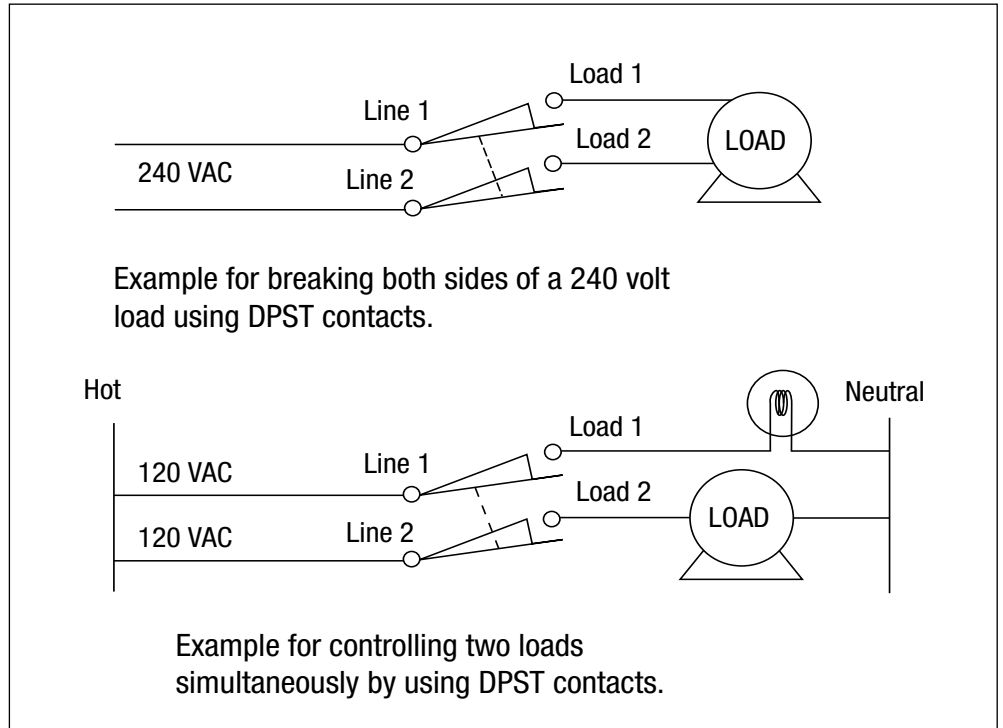 Load 1
Line 1
LOAD
Load 2
240 VAC
Line 2
Example for breaking both sides of a 240 volt
load using DPST contacts.
Hot
Neutral
Load 1
120 VAC
Line 1
Load 2
LOAD
120 VAC
Line 2
Example for controlling two loads
simultaneously by using DPST contacts.